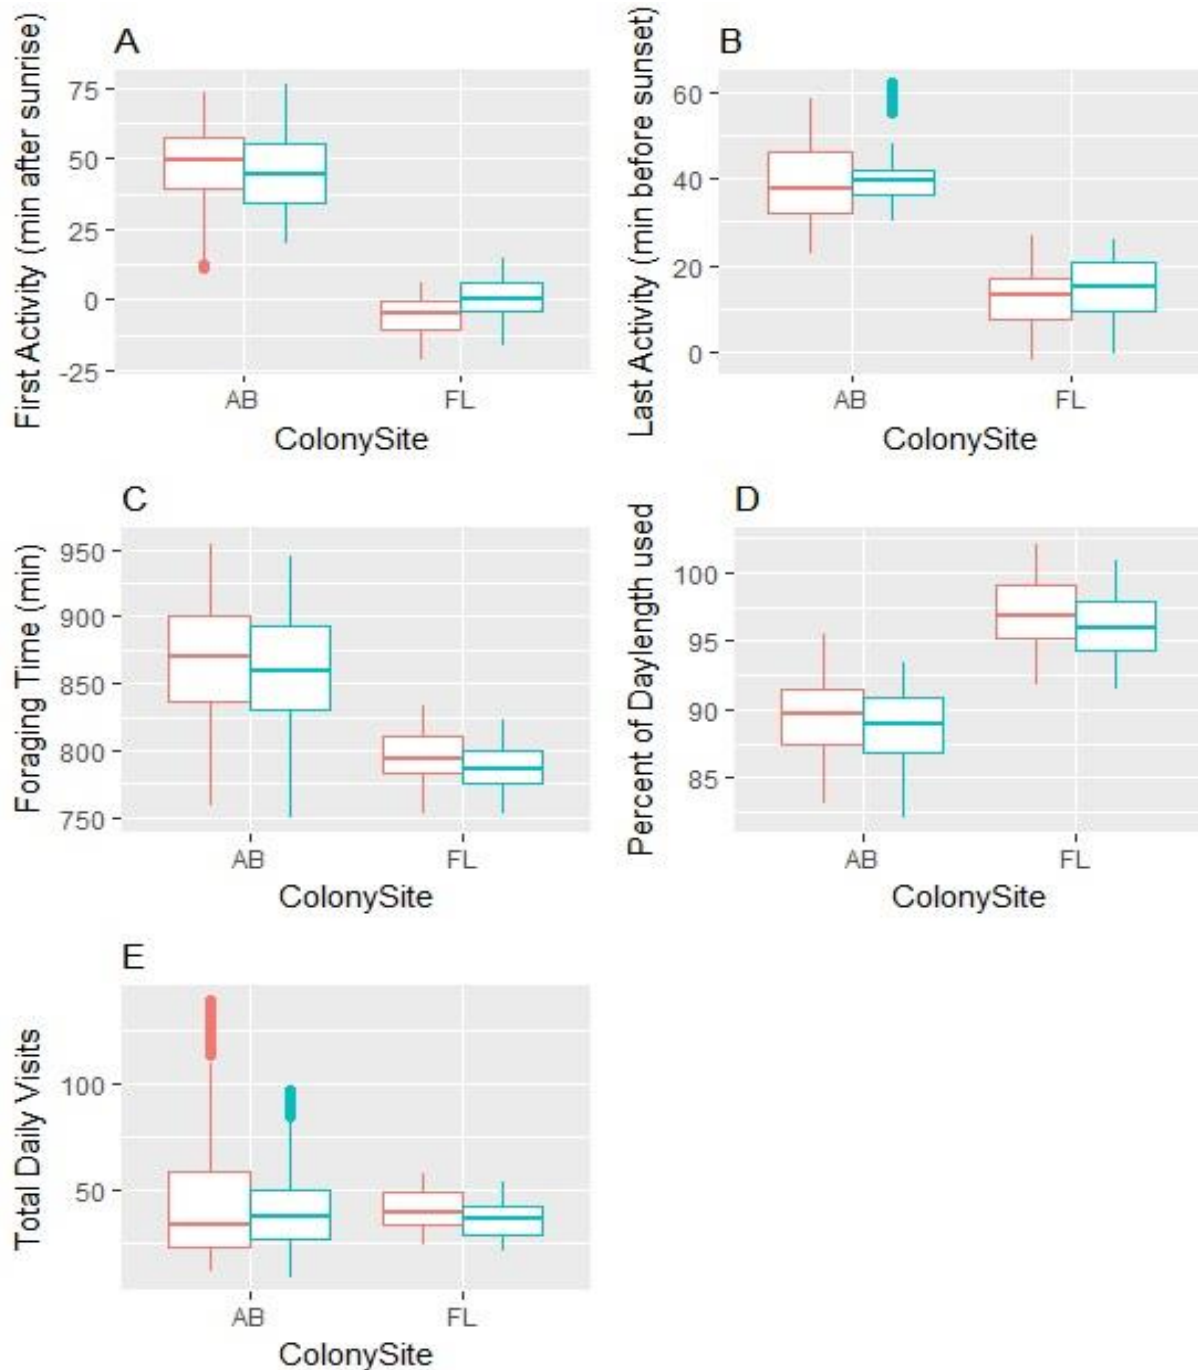 A
First Activity (min after sunrise)
75
50
25
0
-25
AB FL
ColonySite
B
Last Activity (min before sunset)
60
40
20
0
AB FL
ColonySite
C
Foraging Time (min)
950
900
850
800
750
AB FL
ColonySite
D
Percent of Daylength used
100
95
90
85
AB FL
ColonySite
E
Total Daily Visits
100
50
AB FL
ColonySite